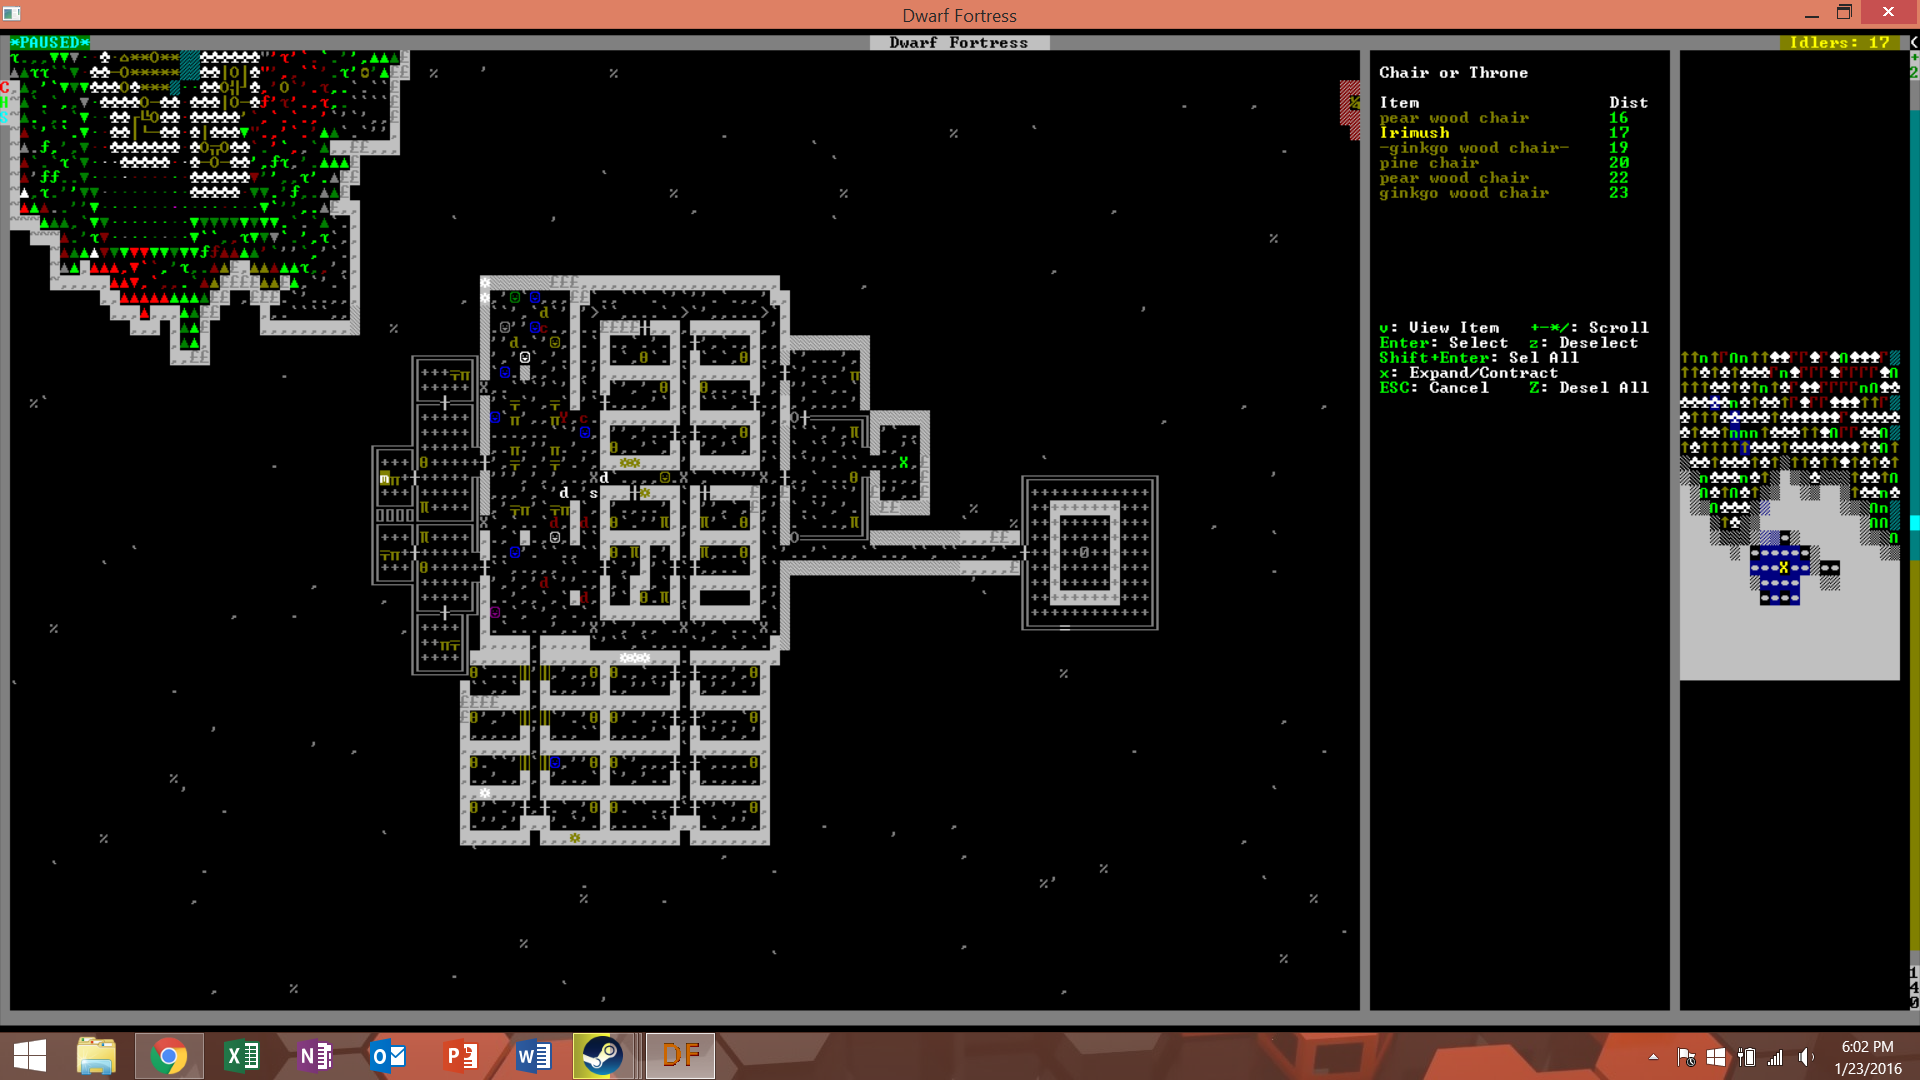 Dwarf Fortress
*PAUSED*
Dwarf Fortress
Idlers: 17
Chair or Throne
Item Dist
pear wood chair 16
Irimush 17
-ginkgo wood chair- 19
pine chair 20
pear wood chair 22
ginkgo wood chair 23
v: View Item +-*/: Scroll
Enter: Select z: Deselect
Shift+Enter: Sel All
x: Expand/Contract
ESC: Cancel Z: Desel All
DF
6:02 PM
1/23/2016